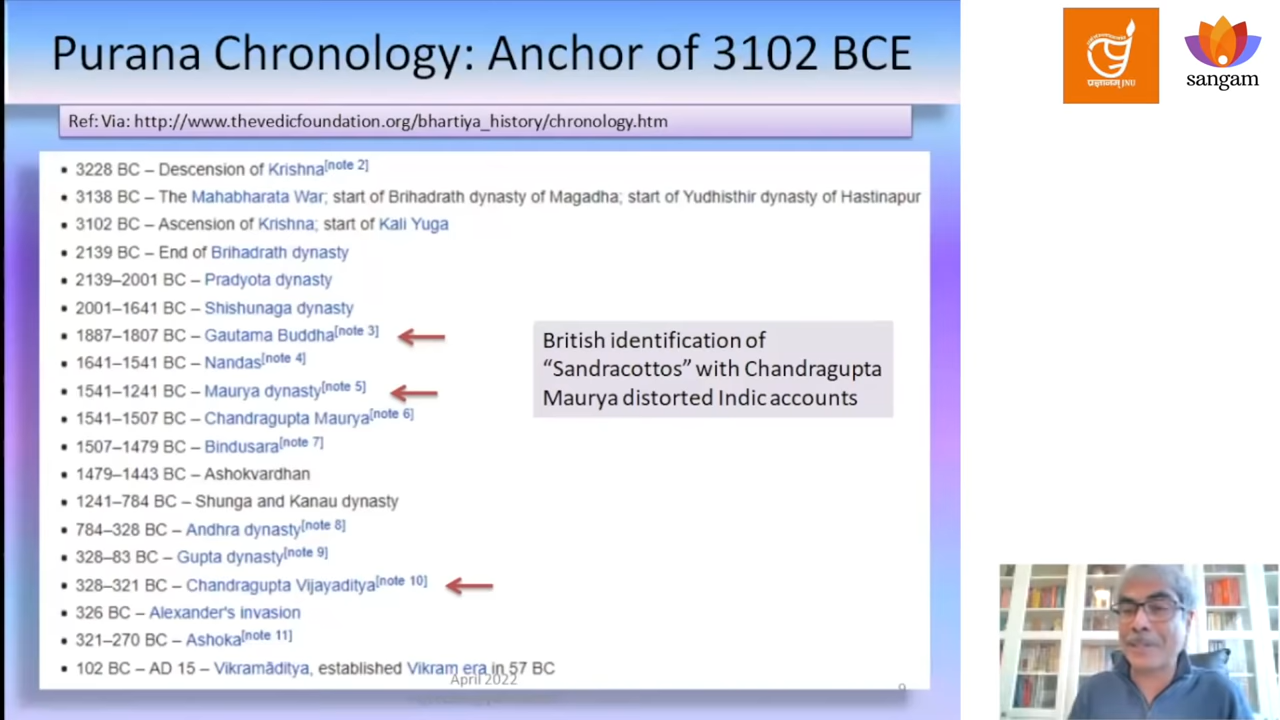 Purana Chronology: Anchor of 3102 BCE
Ref: Via: http://www.thevedicfoundation.org/bhartiya_history/chronology.htm
• 3228 BC – Descension of Krishna[note 2]
• 3138 BC – The Mahabharata War; start of Brihadrath dynasty of Magadha; start of Yudhisthir dynasty of Hastinapur
• 3102 BC – Ascension of Krishna; start of Kali Yuga
• 2139 BC – End of Brihadrath dynasty
• 2139–2001 BC – Pradyota dynasty
• 2001–1641 BC – Shishunaga dynasty
• 1887–1807 BC – Gautama Buddha[note 3]
• 1641–1541 BC – Nandas[note 4]
• 1541–1241 BC – Maurya dynasty[note 5]
• 1541–1507 BC – Chandragupta Maurya[note 6]
• 1507–1479 BC – Bindusara[note 7]
• 1479–1443 BC – Ashokvardhan
• 1241–784 BC – Shunga and Kanau dynasty
• 784–328 BC – Andhra dynasty[note 8]
• 328–83 BC – Gupta dynasty[note 9]
• 328–321 BC – Chandragupta Vijayaditya[note 10]
• 326 BC – Alexander's invasion
• 321–270 BC – Ashoka[note 11]
• 102 BC – AD 15 – Vikramāditya, established Vikram era in 57 BC
British identification of
“Sandracottos” with Chandragupta
Maurya distorted Indic accounts
April 2022
9
प्रज्ञानम् JNU
sangam